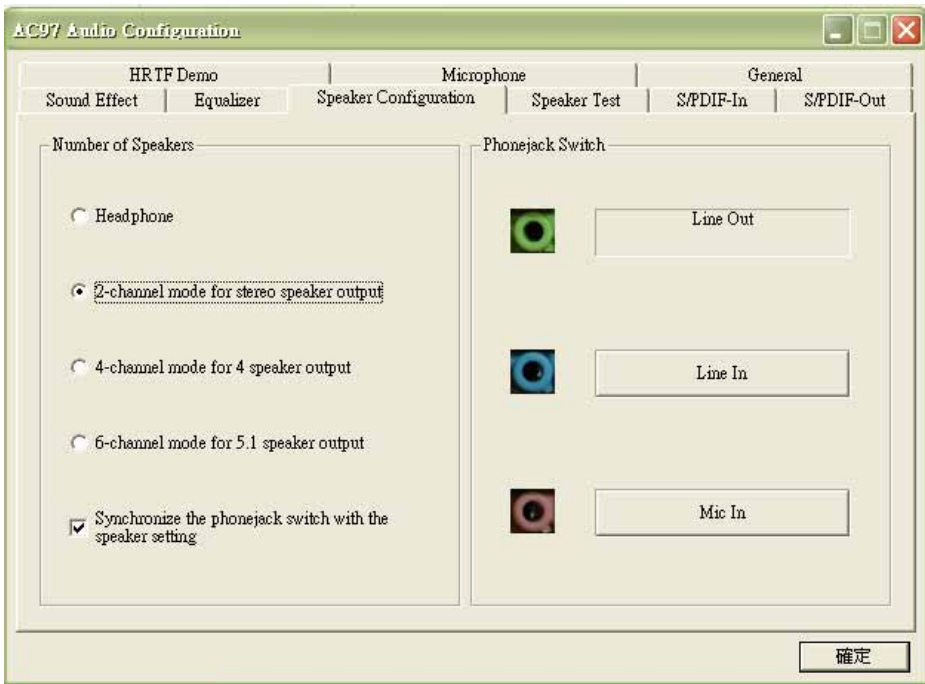 AC97 Audio Configuration
HRTF Demo
Microphone
General
Sound Effect
Equalizer
Speaker Configuration
Speaker Test
S/PDIF-In
S/PDIF-Out
Number of Speakers
Headphone
2-channel mode for stereo speaker output
4-channel mode for 4 speaker output
6-channel mode for 5.1 speaker output
Synchronize the phonejack switch with the
speaker setting
Phonejack Switch
Line Out
Line In
Mic In
確定